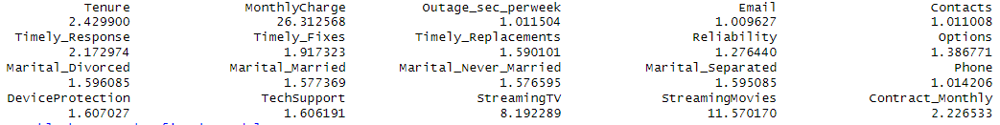 Tenure MonthlyCharge Outage_sec_perweek Email Contacts
2.429900 26.312568 1.011504 1.009627 1.011008
Timely_Response Timely_Fixes Timely_Replacements Reliability Options
2.172974 1.917323 1.590101 1.276440 1.386771
Marital_Divorced Marital_Married Marital_Never_Married Marital_Separated Phone
1.596085 1.577369 1.576595 1.595085 1.014206
DeviceProtection TechSupport StreamingTV StreamingMovies Contract_Monthly
1.607027 1.606191 8.192289 11.570170 2.226533